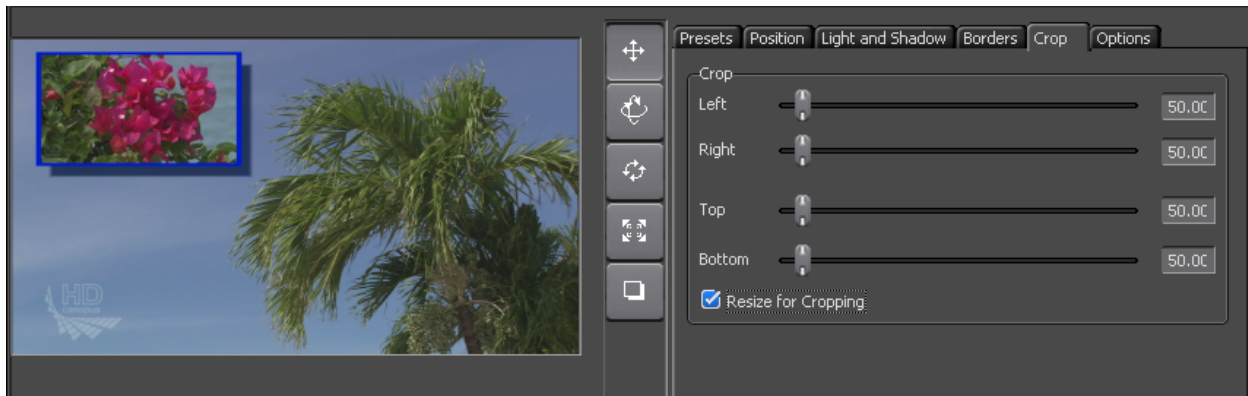 Presets Position Light and Shadow Borders Crop Options
Crop
Left 50.00
Right 50.00
Top 50.00
Bottom 50.00
Resize for Cropping
HD
canopus